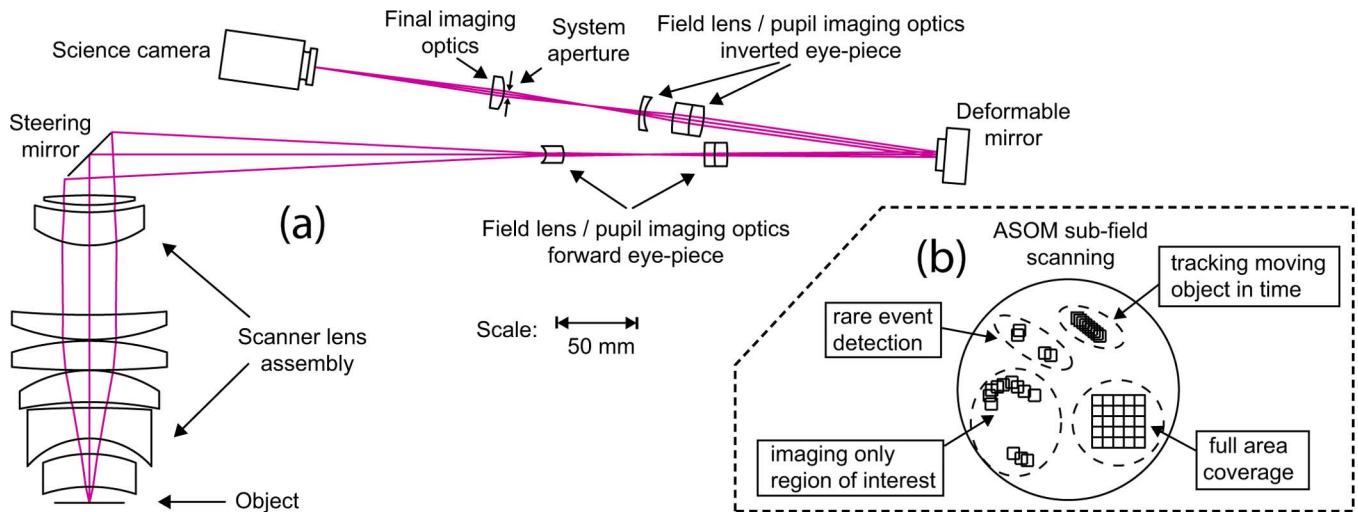 (a)
Science camera
Final imaging
optics
System
aperture
Field lens / pupil imaging optics
inverted eye-piece
Deformable
mirror
Steering
mirror
Field lens / pupil imaging optics
forward eye-piece
Scanner lens
assembly
Scale:
50 mm
Object
(b)
ASOM sub-field
scanning
tracking moving
object in time
rare event
detection
imaging only
region of interest
full area
coverage